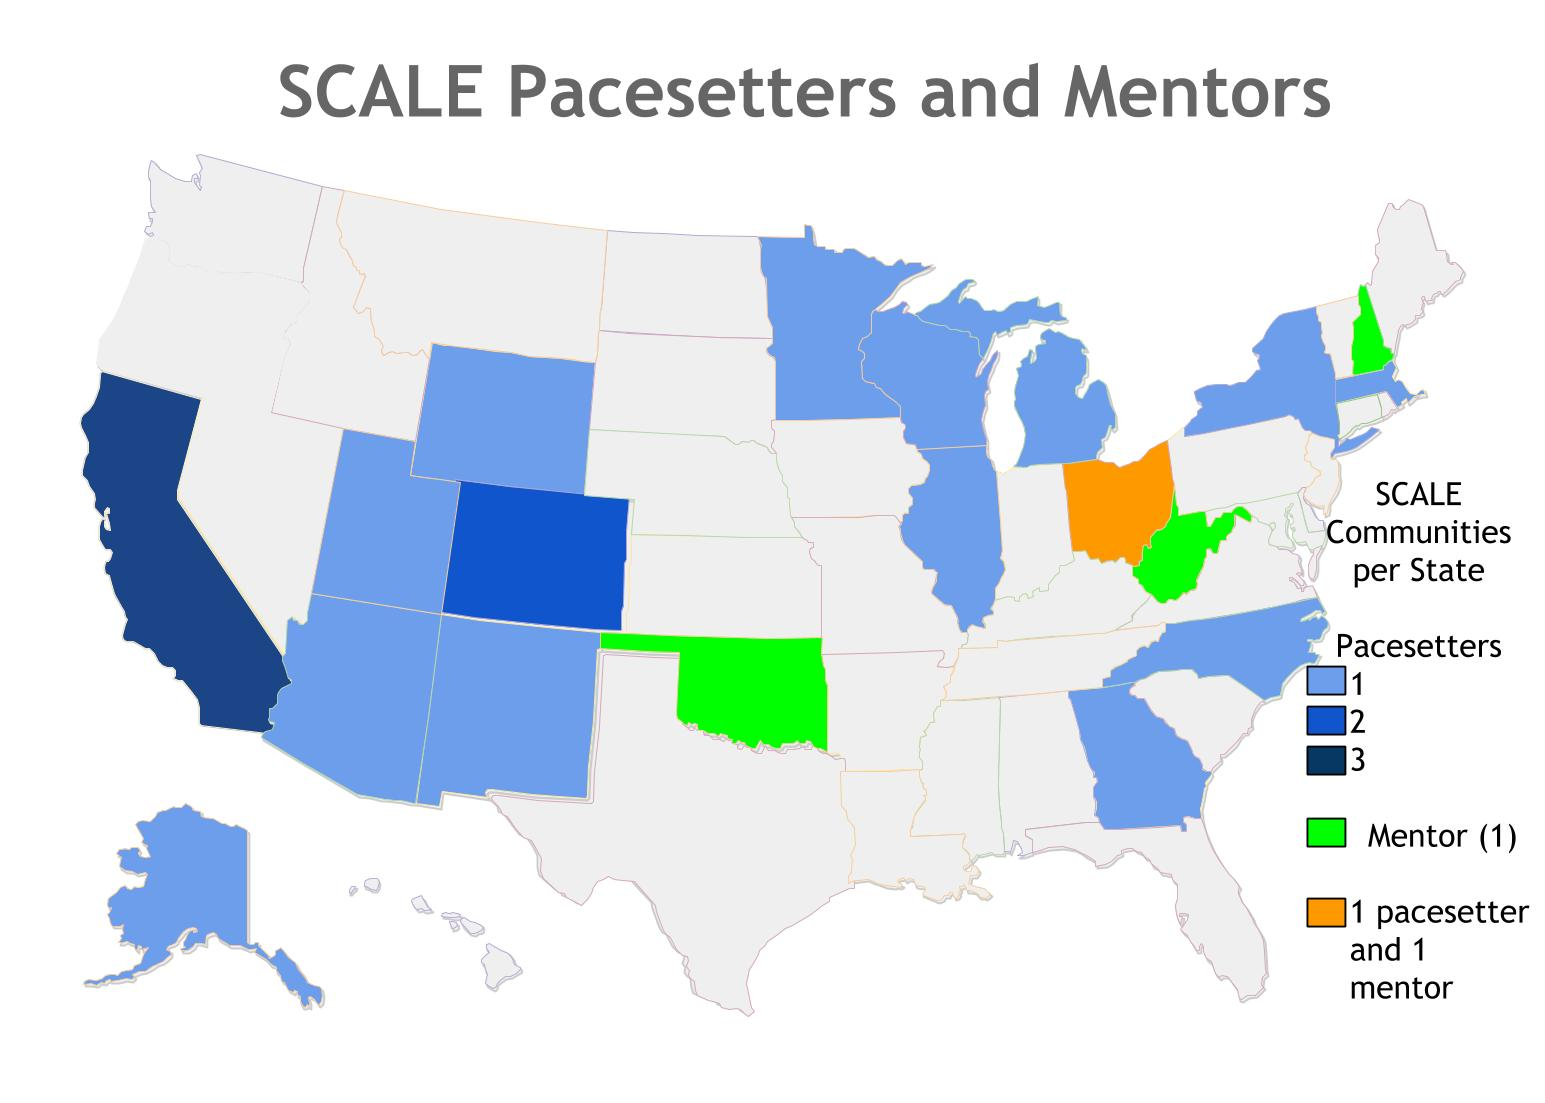 SCALE Pacesetters and Mentors
SCALE
Communities
per State
Pacesetters
1
2
3
Mentor (1)
1 pacesetter
and 1
mentor